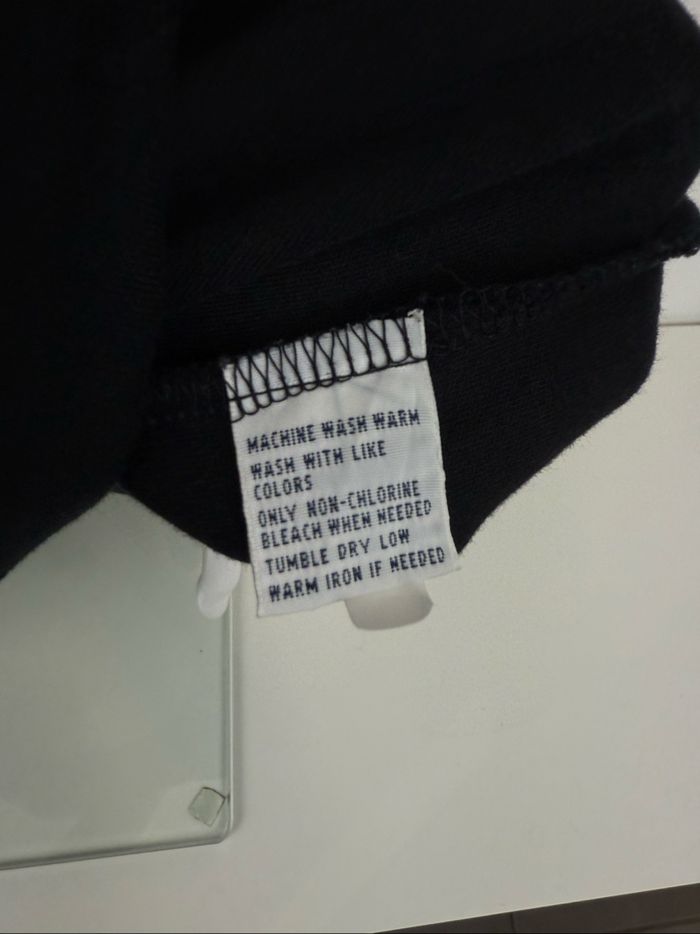 MACHINE WASH WARM
WASH WITH LIKE
COLORS
ONLY NON-CHLORINE
BLEACH WHEN NEEDED
TUMBLE DRY LOW
WARM IRON IF NEEDED